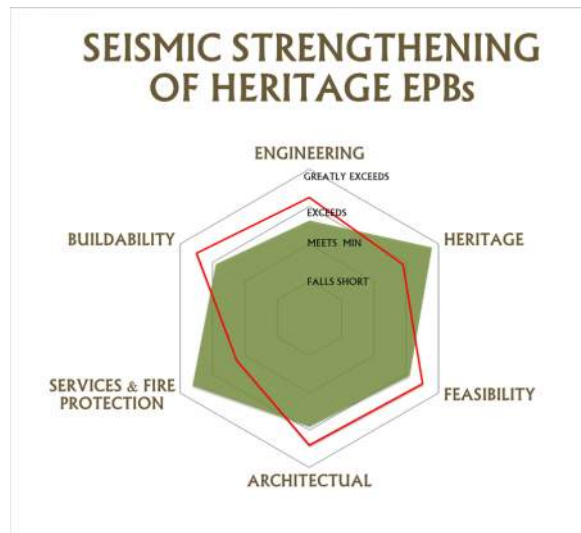 SEISMIC STRENGTHENING
OF HERITAGE EPBs
ENGINEERING
GREATLY EXCEEDS
EXCEEDS
BUILDABILITY
HERITAGE
MEETS MIN
FALLS SHORT
SERVICES & FIRE
PROTECTION
FEASIBILITY
ARCHITECTUAL